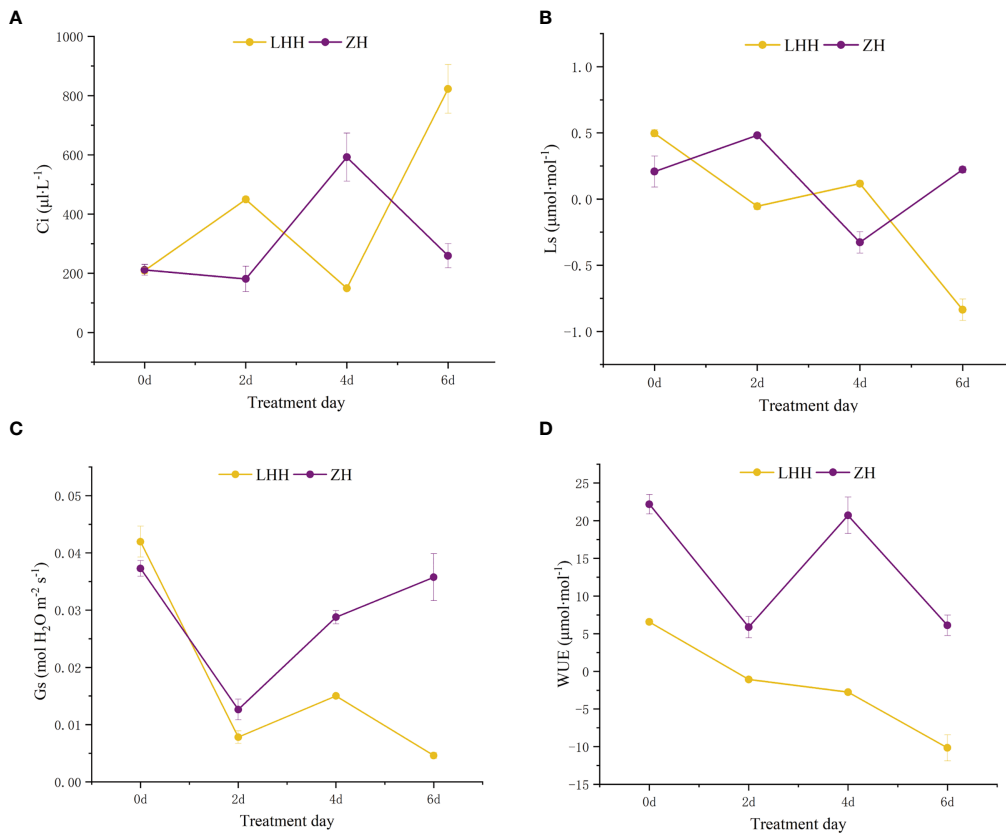 A
LHH ZH
1000
800
600
400
200
0
Ci (μl·L⁻¹)
0d 2d 4d 6d
Treatment day
B
LHH ZH
1.0
0.5
0.0
−0.5
−1.0
Ls (μmol·mol⁻¹)
0d 2d 4d 6d
Treatment day
C
LHH ZH
0.05
0.04
0.03
0.02
0.01
0.00
Gs (mol H₂O m⁻² s⁻¹)
0d 2d 4d 6d
Treatment day
D
LHH ZH
25
20
15
10
5
0
−5
−10
−15
WUE (μmol·mol⁻¹)
0d 2d 4d 6d
Treatment day